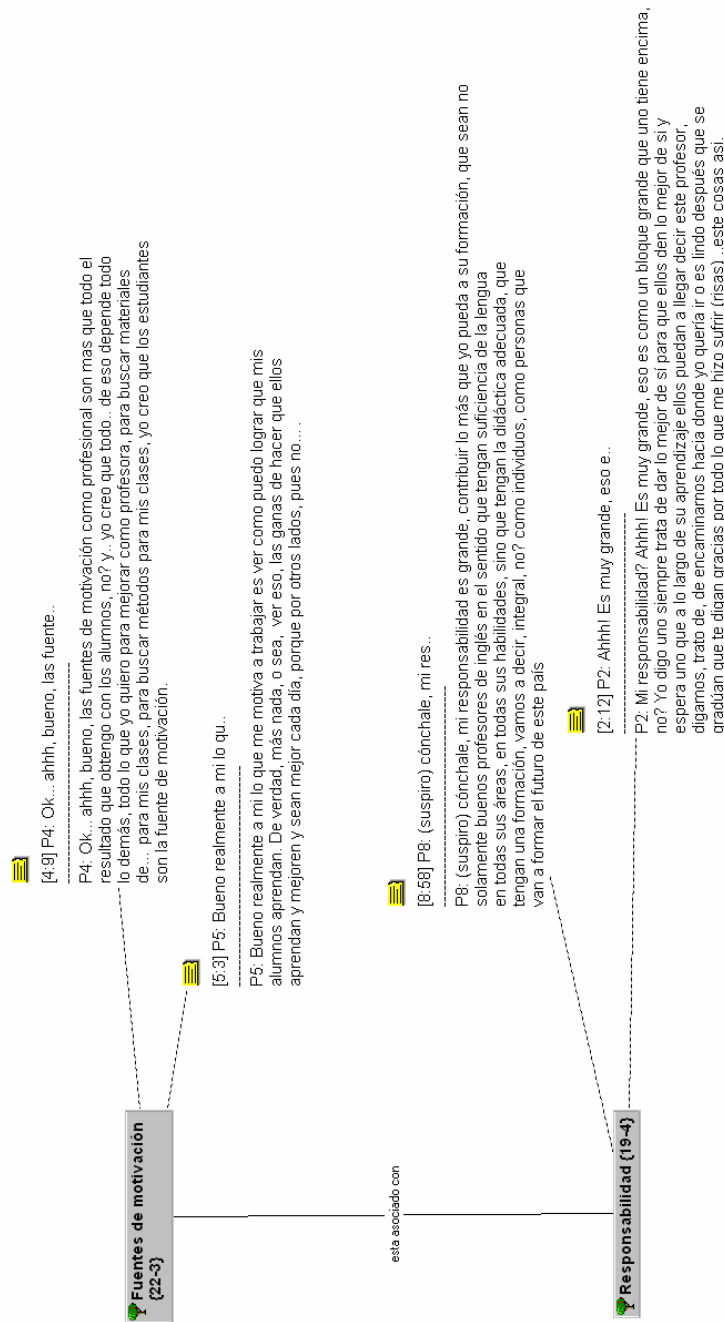 Fuentes de motivación
{22-3}
esta asociado con
Responsabilidad {19-4}
[4:9] P4: Ok... ahhh, bueno, las fuente..
P4: Ok... ahhh, bueno, las fuentes de motivación como profesional son mas que todo el
resultado que obtengo con los alumnos, no? y.. yo creo que todo.. de eso depende todo
lo demás, todo lo que yo quiero para mejorar como profesora, para buscar materiales
de... para mis clases, para buscar métodos para mis clases, yo creo que los estudiantes
son la fuente de motivación.
[5:3] P5: Bueno realmente a mi lo qu..
P5: Bueno realmente a mi lo que me motiva a trabajar es ver como puedo lograr que mis
alumnos aprendan. De verdad, más nada, o sea, ver eso, las ganas de hacer que ellos
aprendan y mejoren y sean mejor cada día, porque por otros lados, pues no.... .
[8:58] P8: (suspiro) cónchale, mi res..
P8: (suspiro) cónchale, mi responsabilidad es grande, contribuir lo más que yo pueda a su formación, que sean no
solamente buenos profesores de inglés en el sentido que tengan suficiencia de la lengua
en todas sus áreas, en todas sus habilidades, sino que tengan la didáctica adecuada, que
tengan una formación, vamos a decir, integral, no? como individuos, como personas que
van a formar el futuro de este país
[2:12] P2: Ahhh! Es muy grande, eso e..
P2: Mi responsabilidad? Ahhh! Es muy grande, eso es como un bloque grande que uno tiene encima,
no? Yo digo uno siempre trata de dar lo mejor de sí para que ellos den lo mejor de si y
espera uno que a lo largo de su aprendizaje ellos puedan a llegar decir este profesor,
digamos, trato de, de encaminarnos hacia donde yo quería ir o es lindo después que se
gradúan que te digan gracias por todo lo que me hizo sufrir (risas) ..este cosas asi.